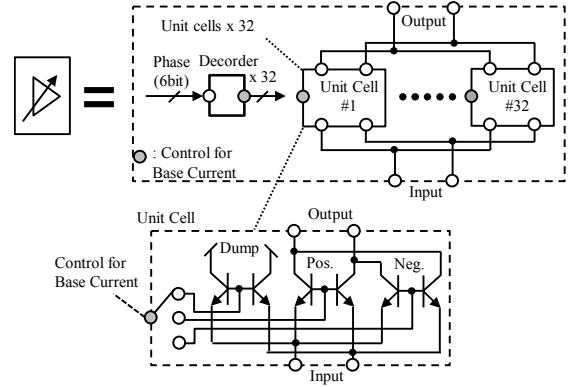 Output
Unit cells x 32
Phase
(6bit)
Decorder
x 32
Unit Cell
#1
Unit Cell
#32
: Control for
Base Current
Input
Unit Cell
Output
Dump
Pos.
Neg.
Control for
Base Current
Input